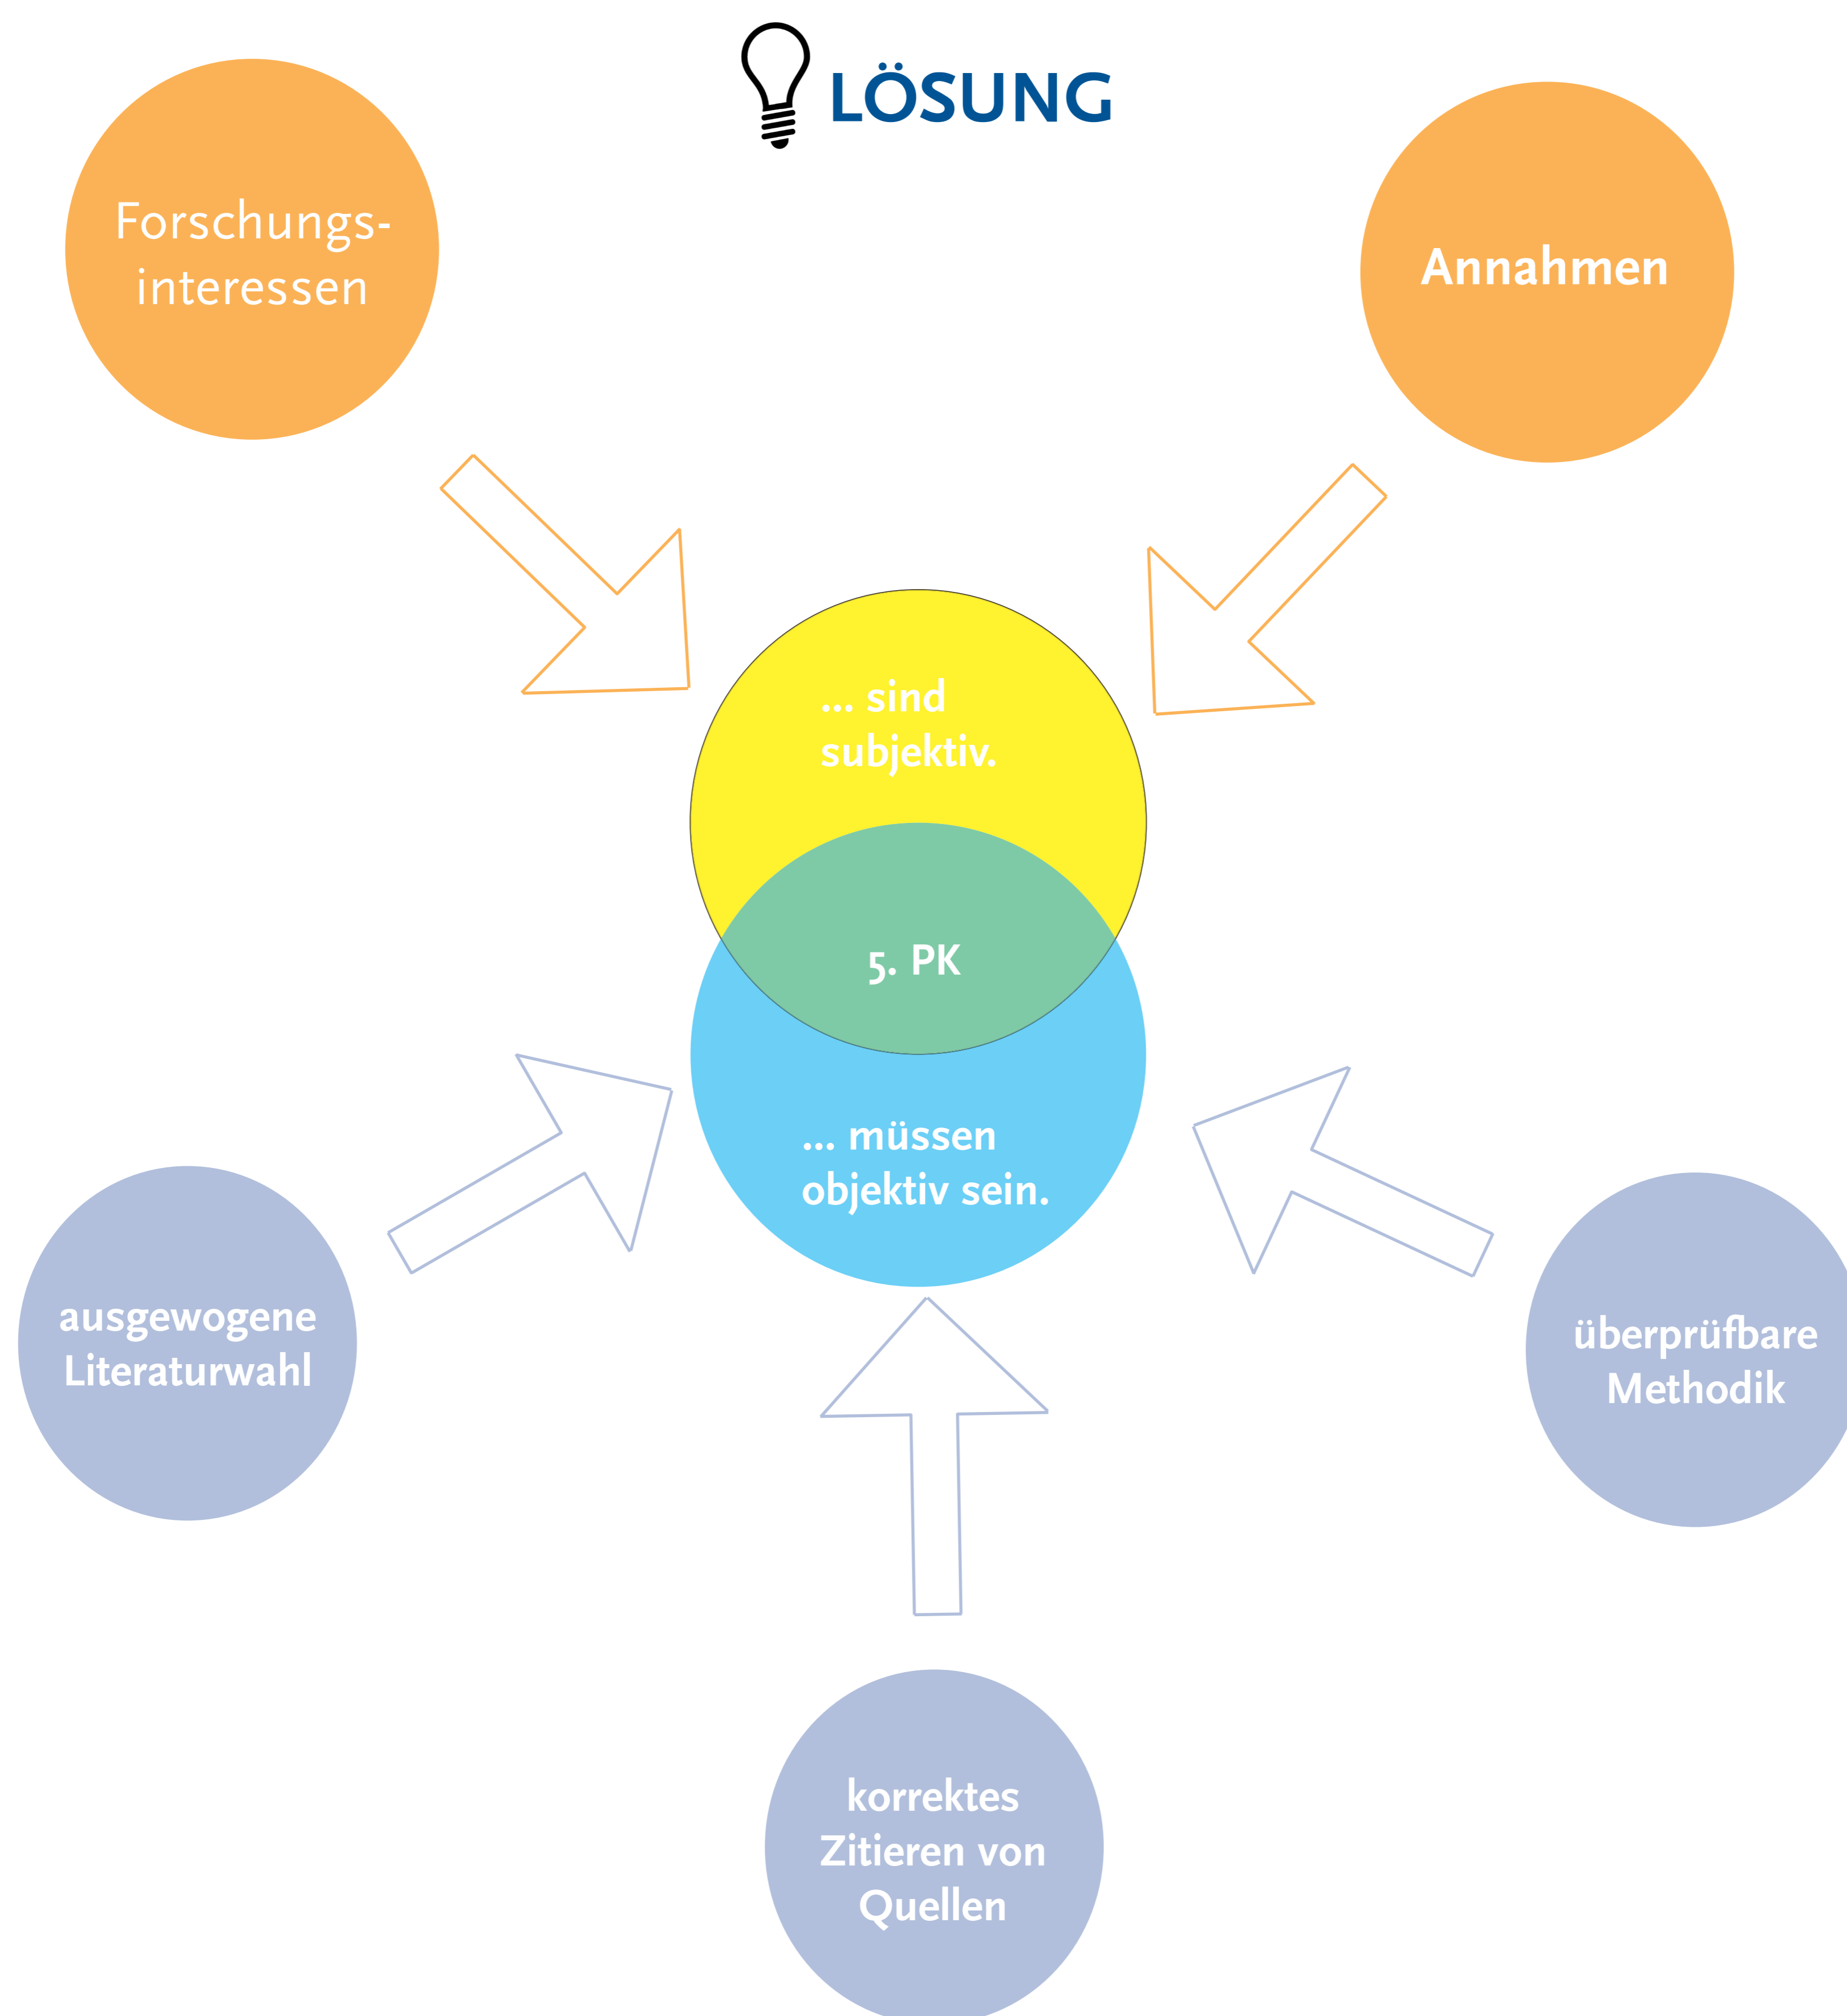 LÖSUNG
Forschungs-
interessen
Annahmen
... sind
subjektiv.
5. PK
... müssen
objektiv sein.
ausgewogene
Literaturwahl
überprüfbare
Methodik
korrektes
Zitieren von
Quellen